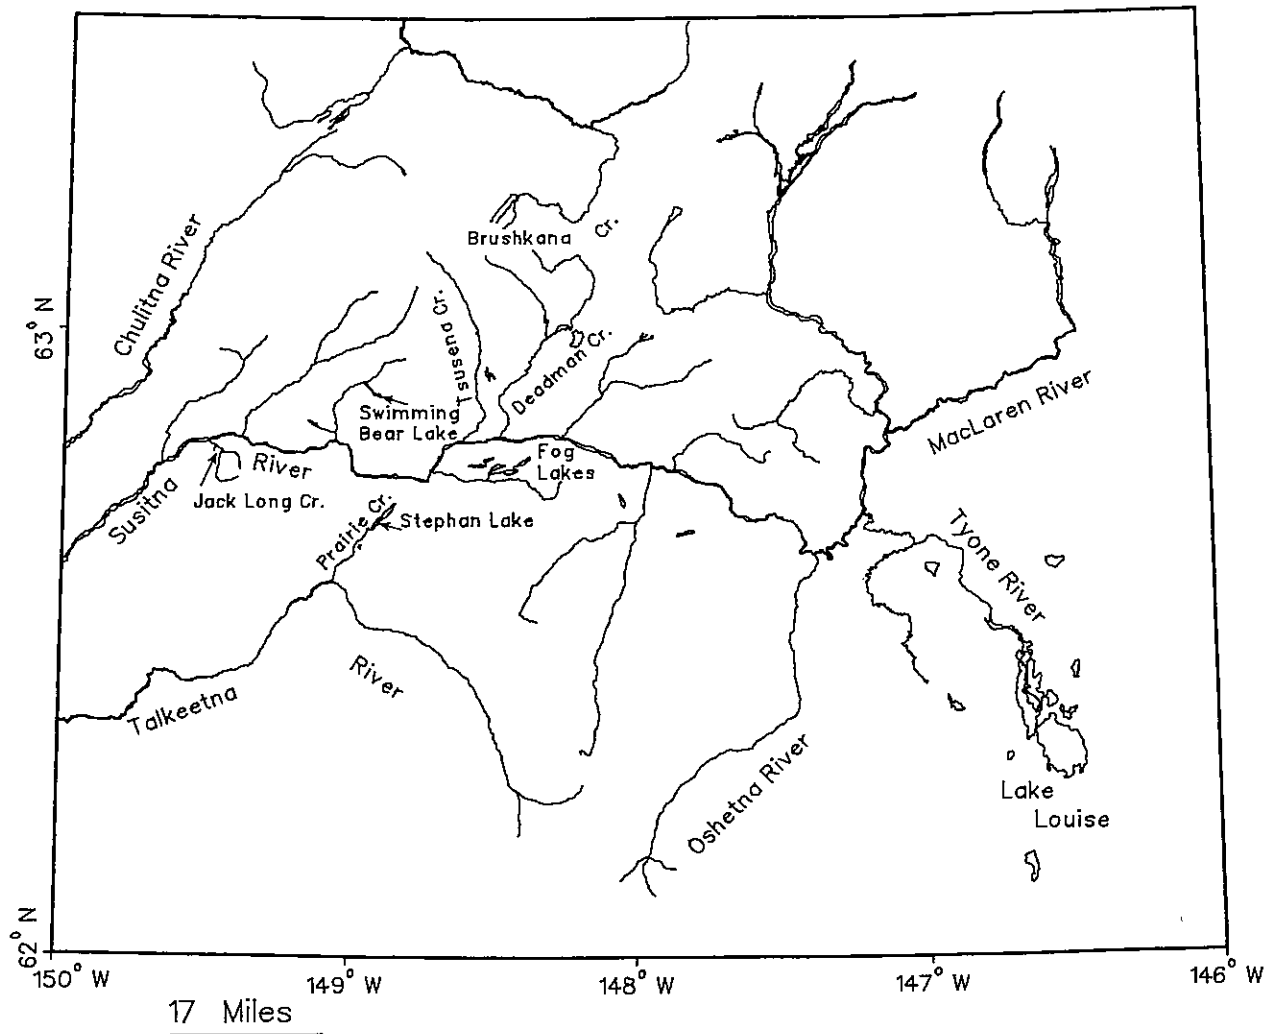 Brushkana Cr.
Chulitna River
63° N
Tsusena Cr.
Deadman Cr.
Swimming
Bear Lake
MacLaren River
Fog
Lakes
River
Susitna
Jack Long Cr.
Prairie Cr.
Stephan Lake
Tyone River
River
Talkeetna
Oshetna River
Lake
Louise
62° N
150° W
149° W
148° W
147° W
146° W
17 Miles